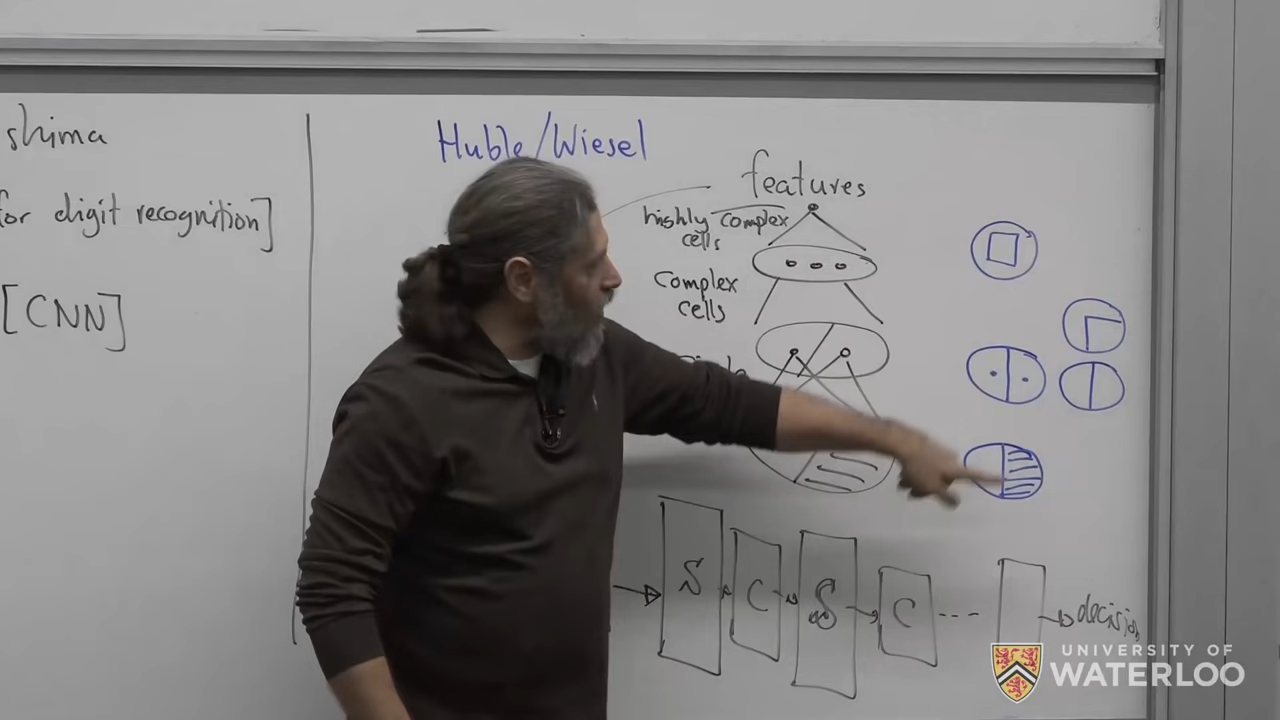 shima
for digit recognition]
[CNN]
Huble/Wiesel
features
highly complex
cells
Complex
cells
S
C
S
C
decision
UNIVERSITY OF
WATERLOO